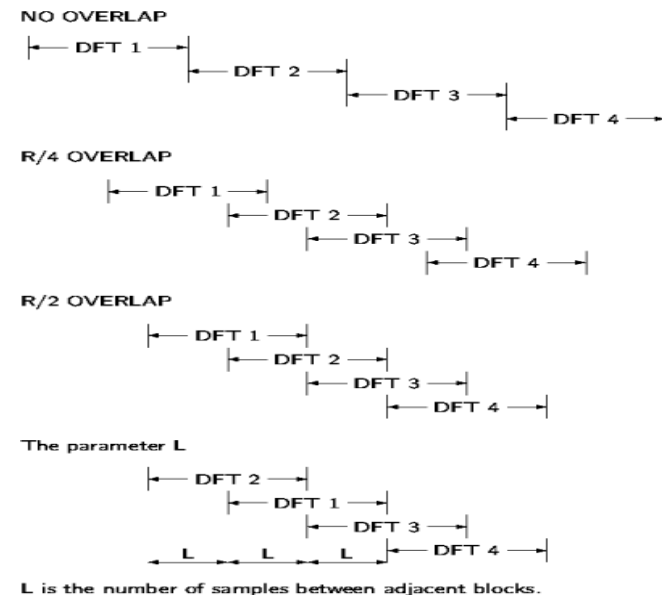 NO OVERLAP
DFT 1
DFT 2
DFT 3
DFT 4
R/4 OVERLAP
DFT 1
DFT 2
DFT 3
DFT 4
R/2 OVERLAP
DFT 1
DFT 2
DFT 3
DFT 4
The parameter L
DFT 2
DFT 1
DFT 3
L L L DFT 4
L is the number of samples between adjacent blocks.